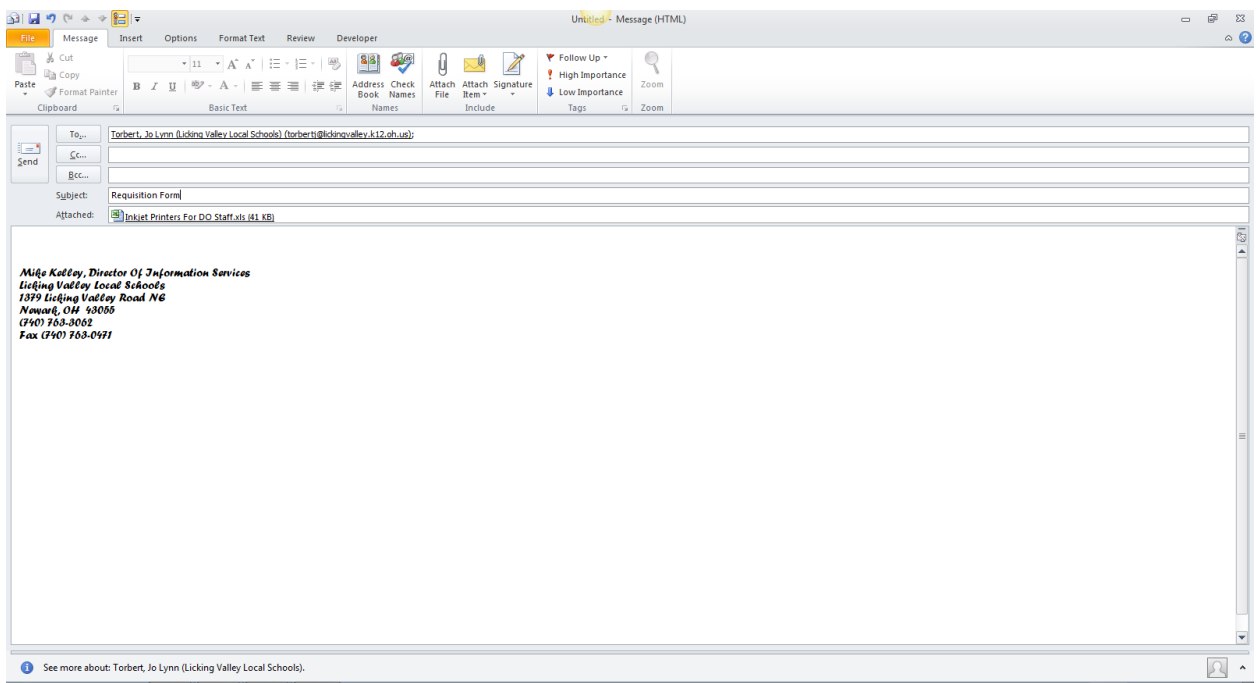 Untitled - Message (HTML)
File Message Insert Options Format Text Review Developer
Paste
Cut
Copy
Format Painter
Clipboard
11
B I U
A
Basic Text
Address Book
Check Names
Names
Attach File
Attach Item
Signature
Include
Follow Up
High Importance
Low Importance
Tags
Zoom
Zoom
Send
To...
Torbert, Jo Lynn (Licking Valley Local Schools) (torbertj@lickingvalley.k12.oh.us);
Cc...
Bcc...
Subject: Requisition Form
Attached: Inkjet Printers For DO Staff.xls (41 KB)
Mike Kelley, Director Of Information Services
Licking Valley Local Schools
1379 Licking Valley Road NE
Newark, OH 43055
(740) 763-3062
Fax (740) 763-0471
See more about: Torbert, Jo Lynn (Licking Valley Local Schools).